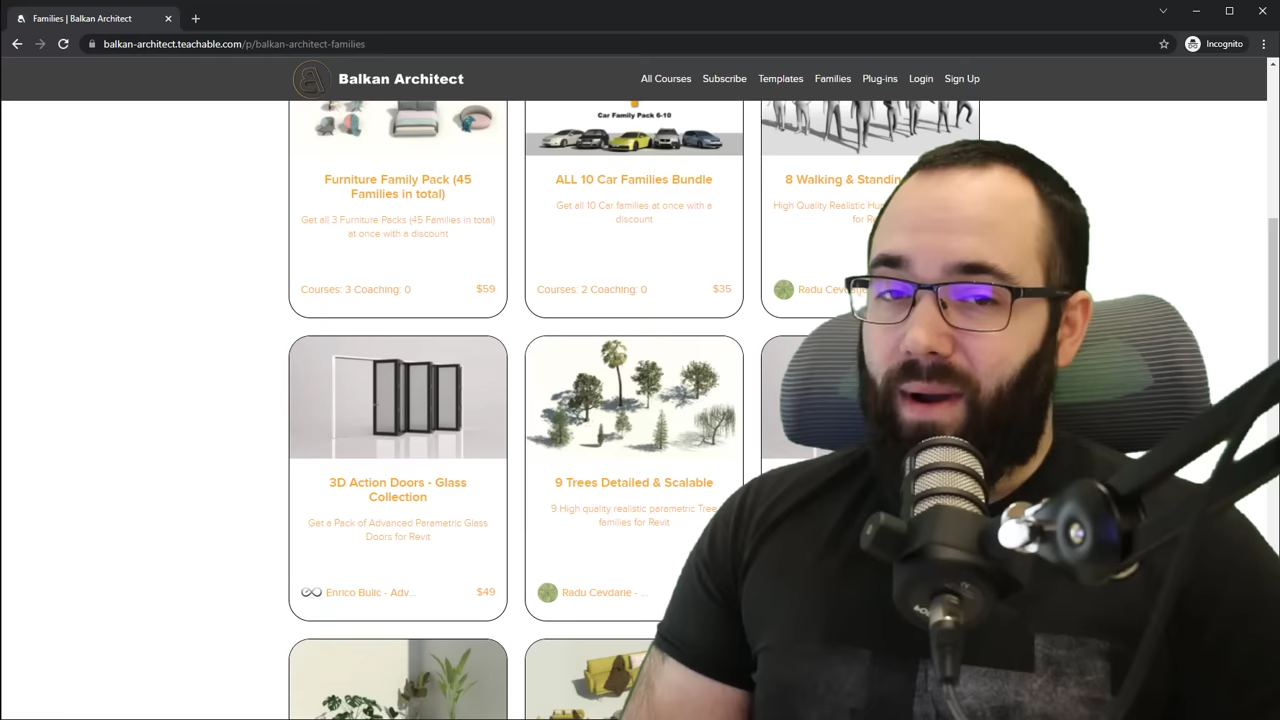 Families | Balkan Architect
balkan-architect.teachable.com/p/balkan-architect-families
Incognito
Balkan Architect
All Courses
Subscribe
Templates
Families
Plug-ins
Login
Sign Up
Car Family Pack 6-10
Furniture Family Pack (45
Families in total)
Get all 3 Furniture Packs (45 Families in total)
at once with a discount
Courses: 3 Coaching: 0
$59
ALL 10 Car Families Bundle
Get all 10 Car families at once with a
discount
Courses: 2 Coaching: 0
$35
8 Walking &
High Quality Realistic
for
Radu
3D Action Doors - Glass
Collection
Get a Pack of Advanced Parametric Glass
Doors for Revit
Enrico Bulic - Adv...
$49
9 Trees Detailed & Scalable
9 High quality realistic parametric Tree
families for Revit
Radu Cevdarie - ...